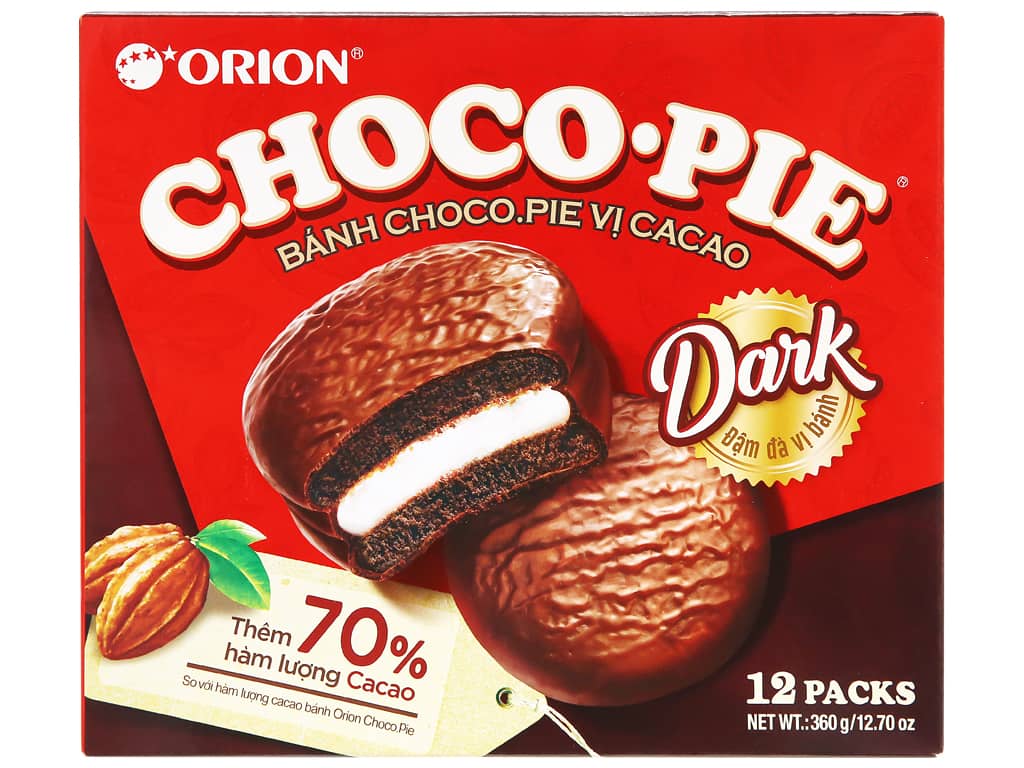 ORION®
CHOCO•PIE®
BÁNH CHOCO.PIE VỊ CACAO
Dark
Đậm đà vị bánh
Thêm 70%
hàm lượng Cacao
So với hàm lượng cacao bánh Orion Choco.Pie
12 PACKS
NET WT.: 360 g/12.70 oz